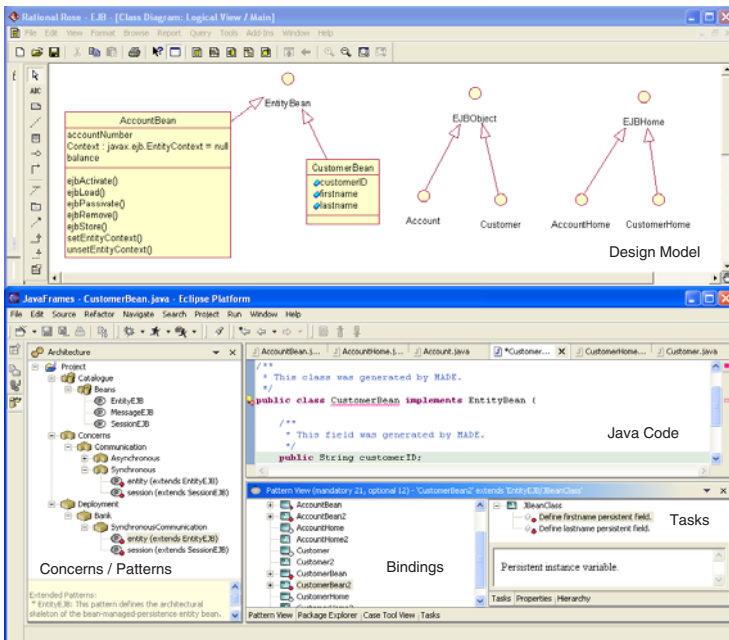 Rational Rose - EJB - [Class Diagram: Logical View / Main]
File Edit View Format Browse Report Query Tools Add-Ins Window Help
ABC
AccountBean
accountNumber
Context : javax.ejb.EntityContext = null
balance
ejbActivate()
ejbLoad()
ejbPassivate()
ejbRemove()
ejbStore()
setEntityContext()
unsetEntityContext()
EntityBean
CustomerBean
customerID
firstname
lastname
EJBObject
Account
Customer
EJBHome
AccountHome
CustomerHome
Design Model
JavaFrames - CustomerBean.java - Eclipse Platform
File Edit Source Refactor Navigate Search Project Run Window Help
Architecture
Project
Catalogue
Beans
EntityEJB
MessageEJB
SessionEJB
Concerns
Communication
Asynchronous
Synchronous
entity (extends EntityEJB)
session (extends SessionEJB)
Deployment
Bank
SynchronousCommunication
entity (extends EntityEJB)
session (extends SessionEJB)
Concerns / Patterns
Extended Patterns:
* EntityEJB: This pattern defines the architectural
skeleton of the bean-managed-persistence entity bean.
AccountBean.j... AccountHome.j... Account.java *Customer... CustomerHome... Customer.java
/**
* This class was generated by MADE.
*/
public class CustomerBean implements EntityBean {
/**
* This field was generated by MADE.
*/
public String customerID;
Java Code
Pattern View (mandatory 21, optional 12) - 'CustomerBean2' extends 'EntityEJB/JBeanClass'
AccountBean
AccountBean2
AccountHome
AccountHome2
Customer
Customer2
CustomerBean
CustomerBean2
CustomerHome
Bindings
JBeanClass
Define firstname persistent field.
Define lastname persistent field.
Tasks
Persistent instance variable.
Tasks Properties Hierarchy
Pattern View Package Explorer Case Tool View Tasks